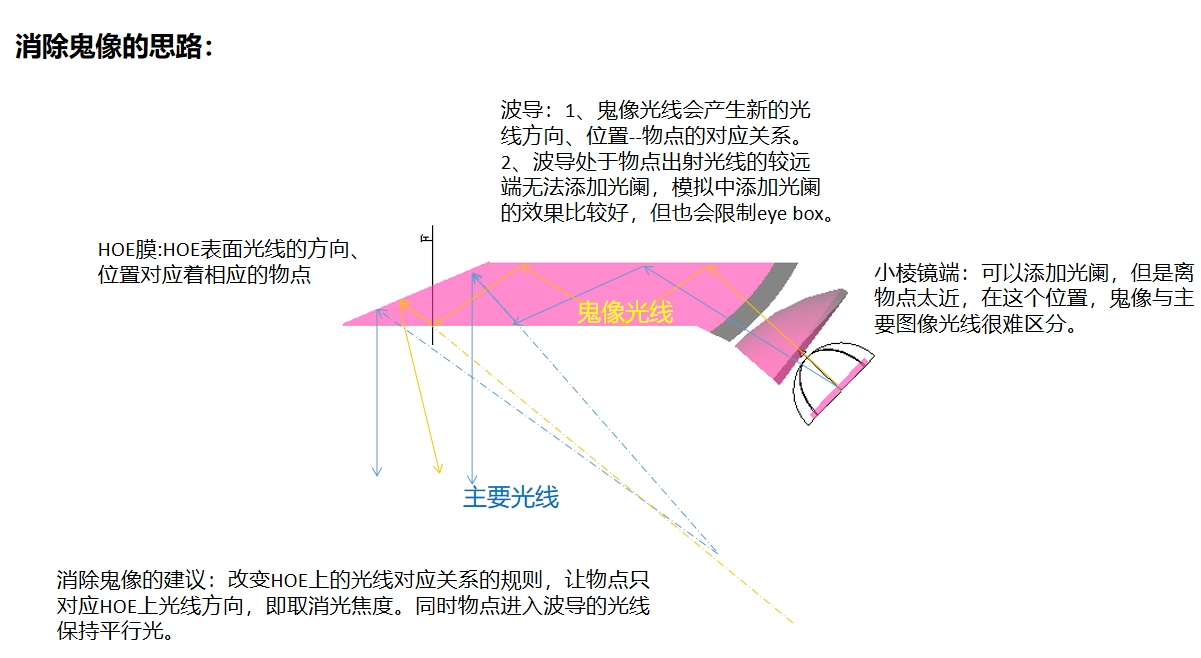 消除鬼像的思路：
波导：1、鬼像光线会产生新的光
线方向、位置--物点的对应关系。
2、波导处于物点出射光线的较远
端无法添加光阑，模拟中添加光阑
的效果比较好，但也会限制eye box。
HOE膜:HOE表面光线的方向、
位置对应着相应的物点
小棱镜端：可以添加光阑，但是离
物点太近，在这个位置，鬼像与主
要图像光线很难区分。
鬼像光线
主要光线
消除鬼像的建议：改变HOE上的光线对应关系的规则，让物点只
对应HOE上光线方向，即取消光焦度。同时物点进入波导的光线
保持平行光。